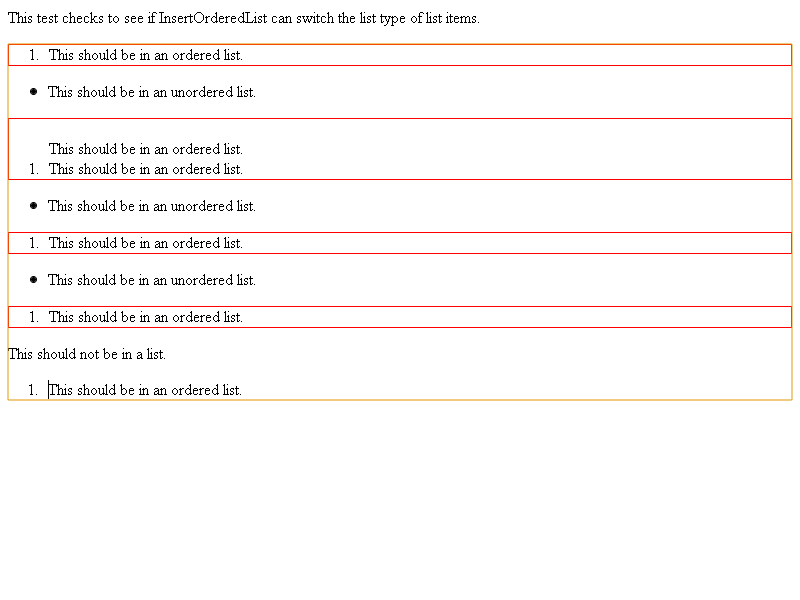 This test checks to see if InsertOrderedList can switch the list type of list items.
1. This should be in an ordered list.
• This should be in an unordered list.
This should be in an ordered list.
1. This should be in an ordered list.
• This should be in an unordered list.
1. This should be in an ordered list.
• This should be in an unordered list.
1. This should be in an ordered list.
This should not be in a list.
1. This should be in an ordered list.